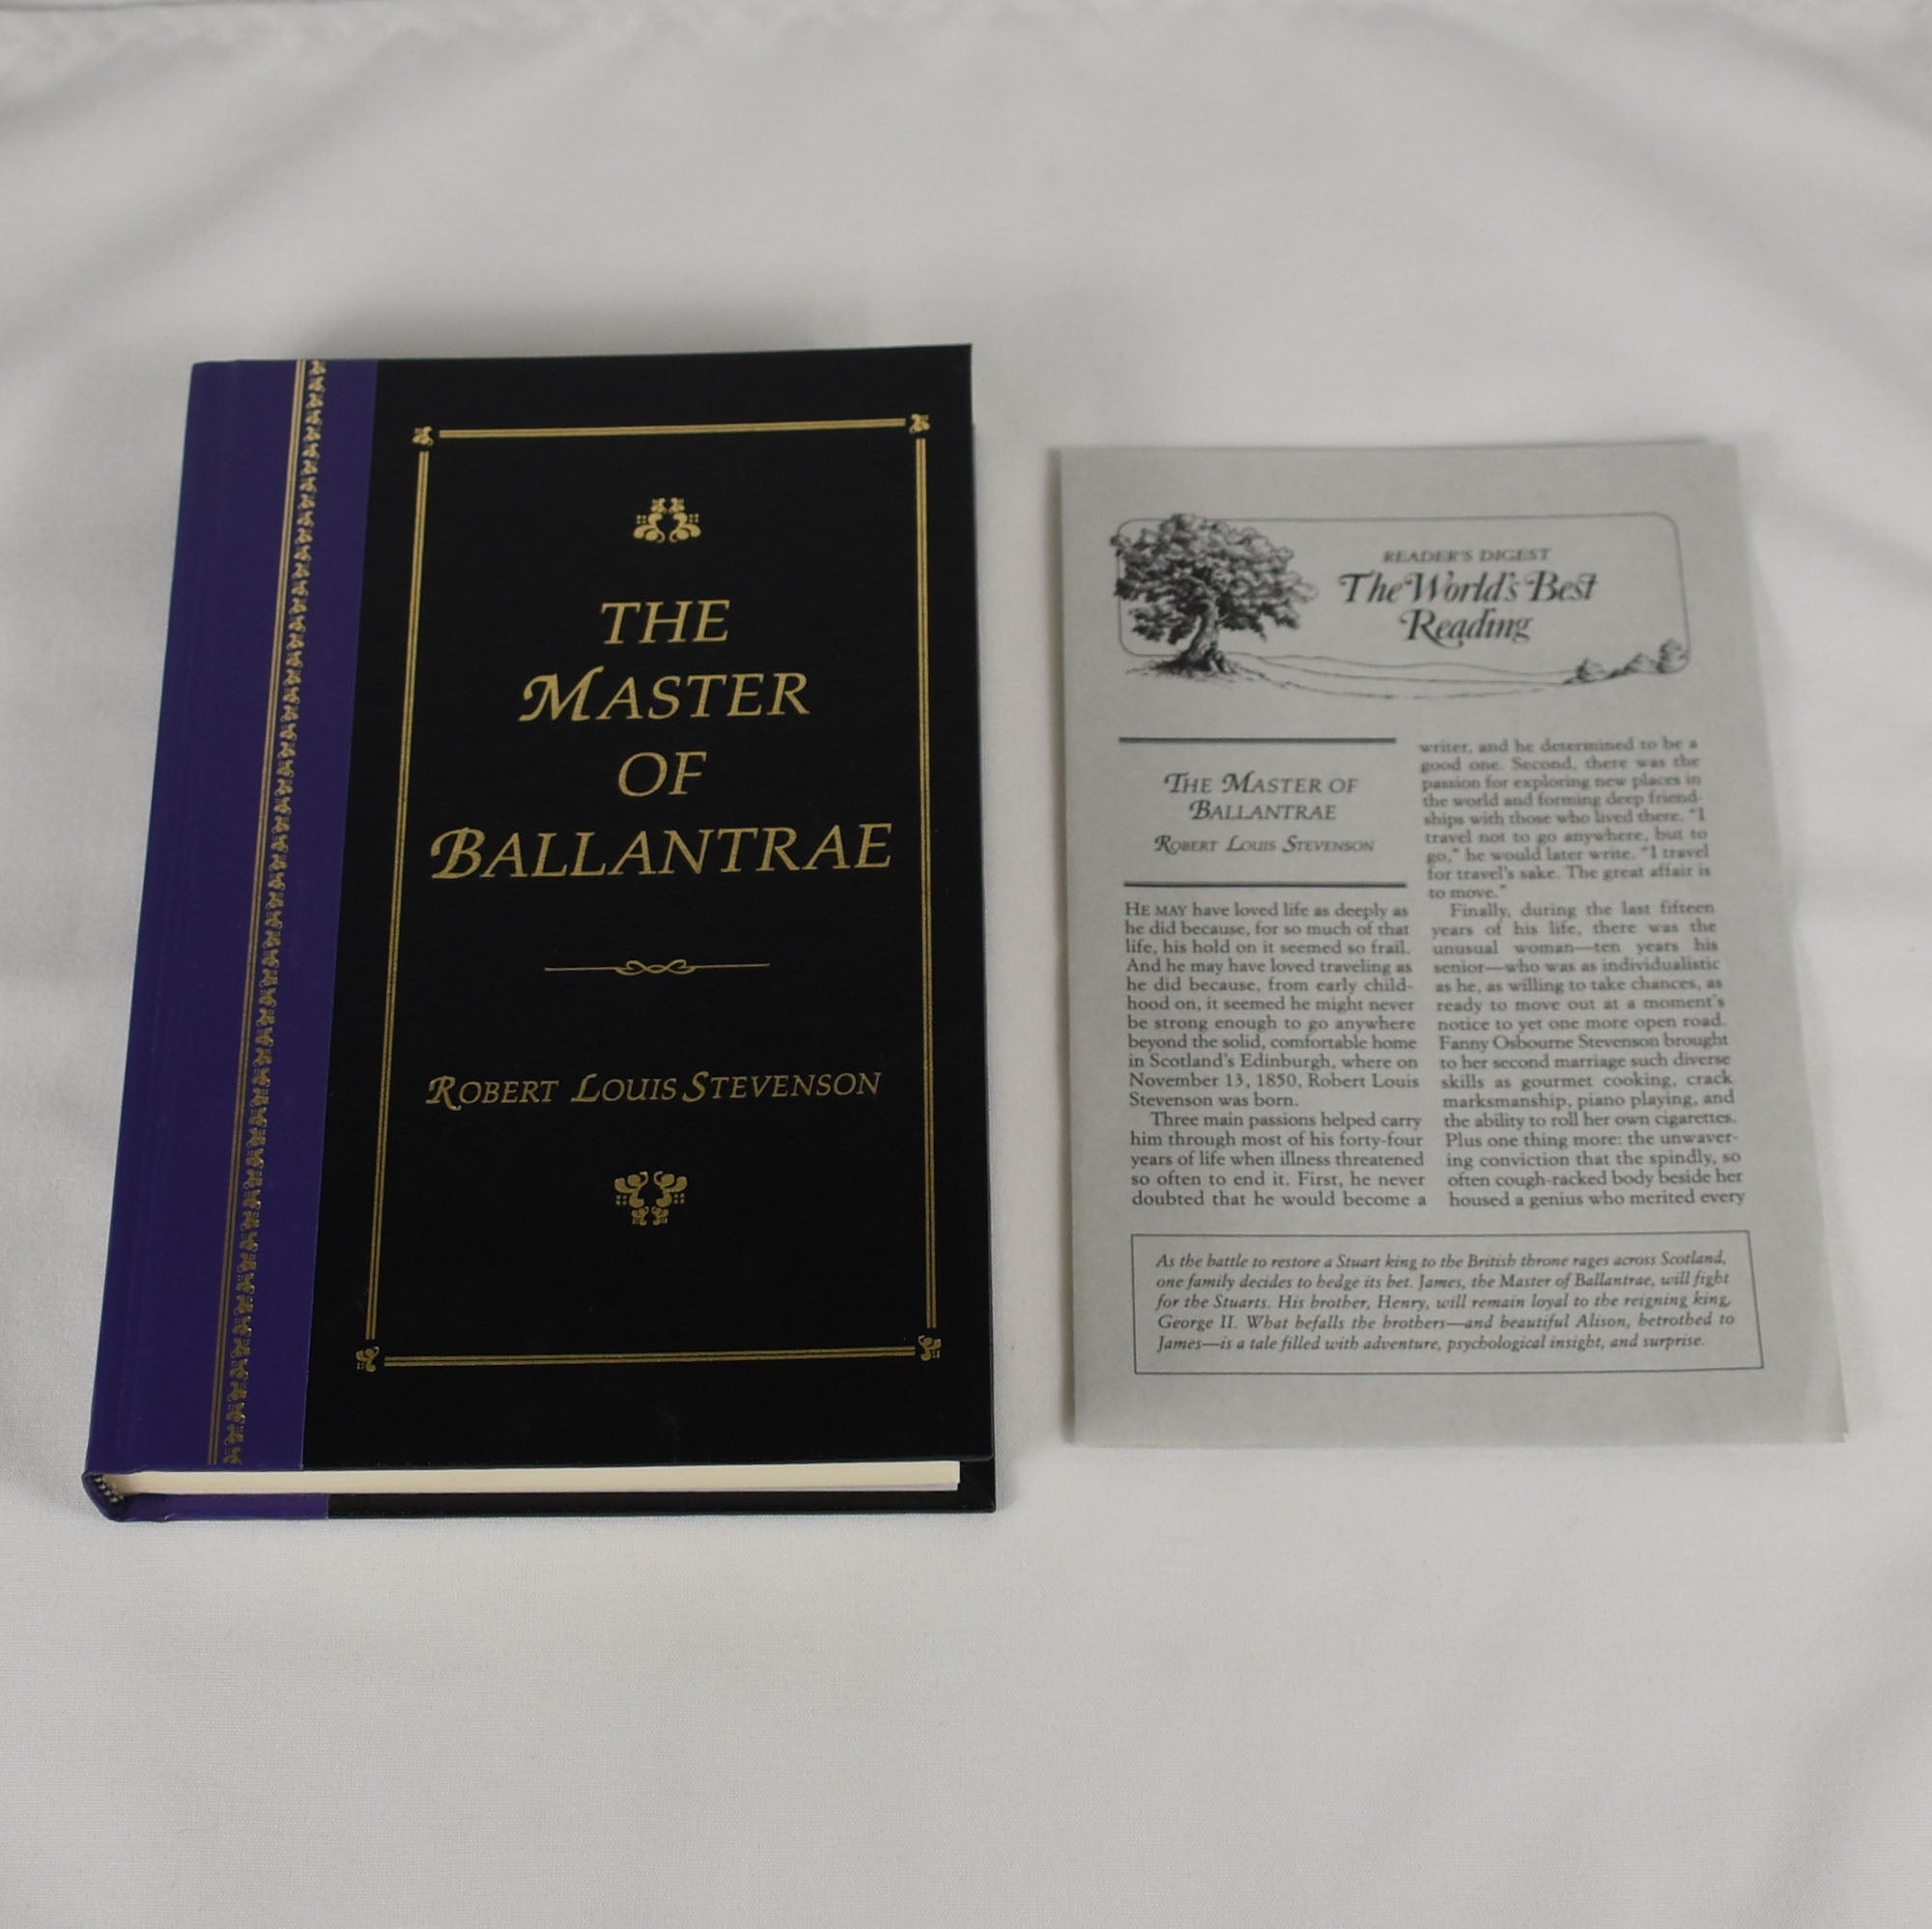 THE
MASTER
OF
BALLANTRAE
ROBERT LOUIS STEVENSON
READER'S DIGEST
The World's Best
Reading
THE MASTER OF
BALLANTRAE
ROBERT LOUIS STEVENSON
HE MAY have loved life as deeply as
he did because, for so much of that
life, his hold on it seemed so frail.
And he may have loved traveling as
he did because, from early child-
hood on, it seemed he might never
be strong enough to go anywhere
beyond the solid, comfortable home
in Scotland's Edinburgh, where on
November 13, 1850, Robert Louis
Stevenson was born.
Three main passions helped carry
him through most of his forty-four
years of life when illness threatened
so often to end it. First, he never
doubted that he would become a
writer, and he determined to be a
good one. Second, there was the
passion for exploring new places in
the world and forming deep friend-
ships with those who lived there. "I
travel not to go anywhere, but to
go," he would later write. "I travel
for travel's sake. The great affair is
to move."
Finally, during the last fifteen
years of his life, there was the
unusual woman—ten years his
senior—who was as individualistic
as he, as willing to take chances, as
ready to move out at a moment's
notice to yet one more open road.
Fanny Osbourne Stevenson brought
to her second marriage such diverse
skills as gourmet cooking, crack
marksmanship, piano playing, and
the ability to roll her own cigarettes.
Plus one thing more: the unwaver-
ing conviction that the spindly, so
often cough-racked body beside her
housed a genius who merited every
As the battle to restore a Stuart king to the British throne rages across Scotland,
one family decides to hedge its bet. James, the Master of Ballantrae, will fight
for the Stuarts. His brother, Henry, will remain loyal to the reigning king,
George II. What befalls the brothers—and beautiful Alison, betrothed to
James—is a tale filled with adventure, psychological insight, and surprise.